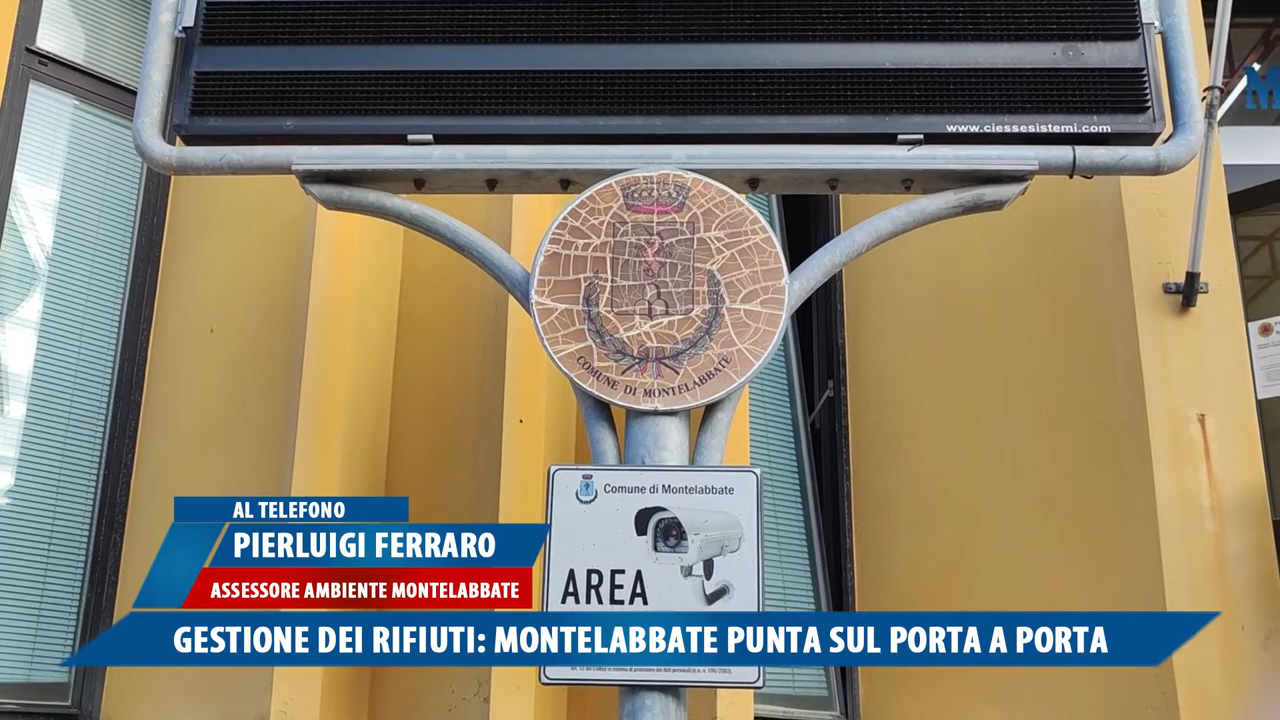 www.ciessesistemi.com
M
COMUNE DI MONTELABBATE
Comune di Montelabbate
AREA
AL TELEFONO
PIERLUIGI FERRARO
ASSESSORE AMBIENTE MONTELABBATE
GESTIONE DEI RIFIUTI: MONTELABBATE PUNTA SUL PORTA A PORTA